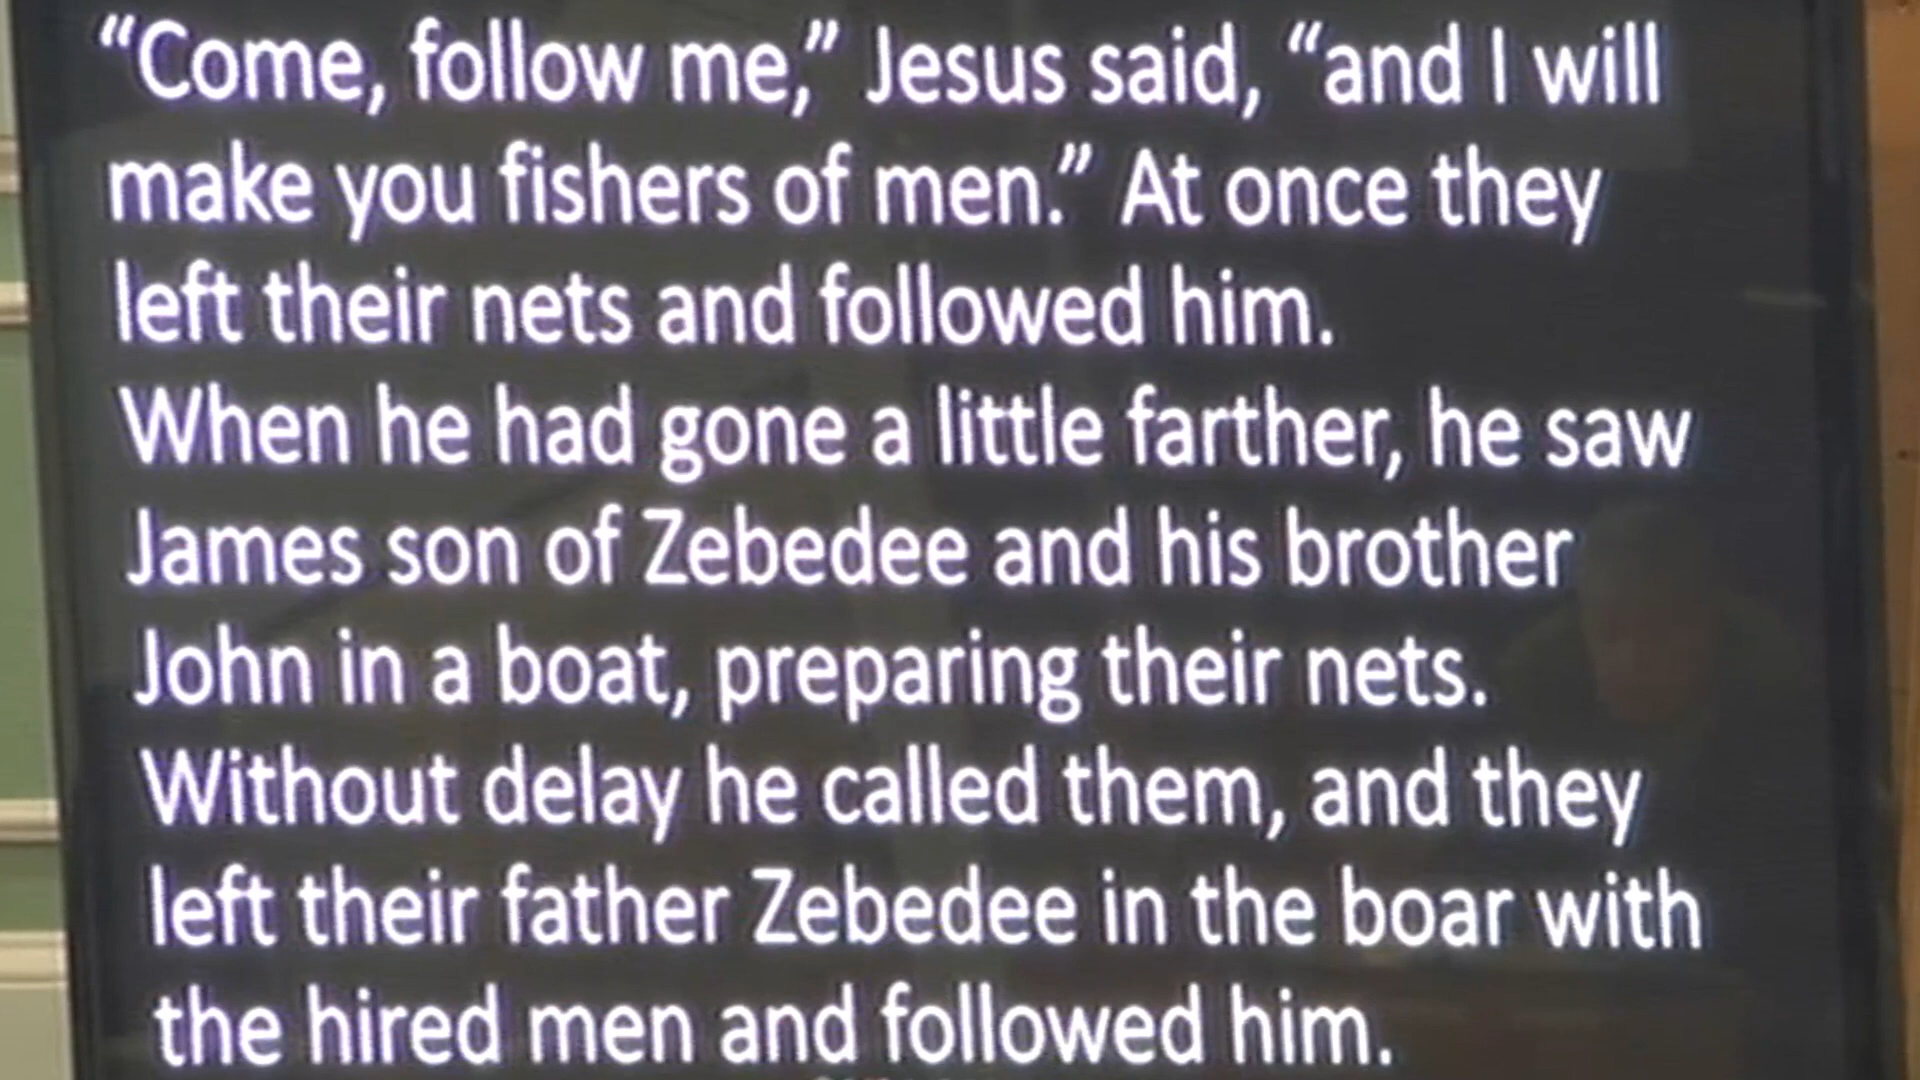 “Come, follow me,” Jesus said, “and I will
make you fishers of men.” At once they
left their nets and followed him.
When he had gone a little farther, he saw
James son of Zebedee and his brother
John in a boat, preparing their nets.
Without delay he called them, and they
left their father Zebedee in the boar with
the hired men and followed him.